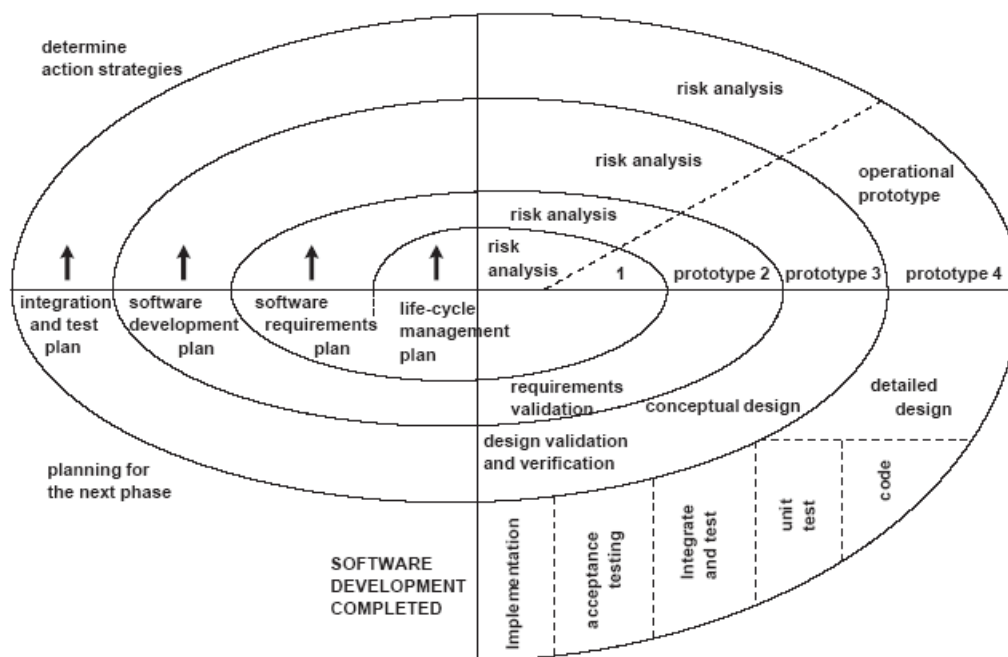 determine
action strategies
risk analysis
risk analysis
operational
prototype
risk analysis
risk
analysis
1
prototype 2
prototype 3
prototype 4
integration
and test
plan
software
development
plan
software
requirements
plan
life-cycle
management
plan
requirements
validation
conceptual design
detailed
design
design validation
and verification
planning for
the next phase
SOFTWARE
DEVELOPMENT
COMPLETED
Implementation
acceptance
testing
Integrate
and test
unit
test
code